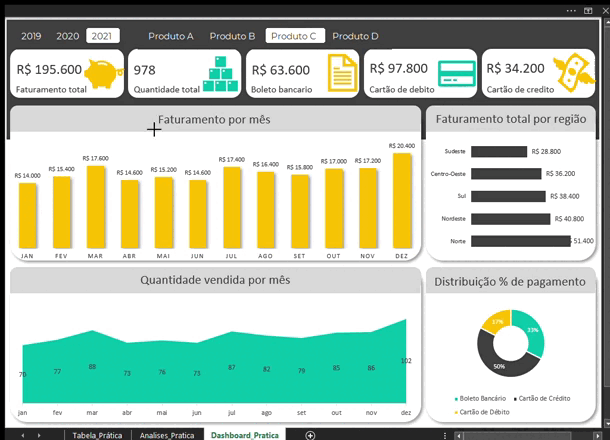 2019 2020 2021 Produto A Produto B Produto C Produto D
R$ 195.600 978 R$ 63.600 R$ 97.800 R$ 34.200
Faturamento total Quantidade total Boleto bancario Cartão de debito Cartão de credito
Faturamento por mês
R$ 14.000 R$ 15.400 R$ 17.600 R$ 14.600 R$ 15.200 R$ 14.600 R$ 17.400 R$ 16.400 R$ 15.800 R$ 17.000 R$ 17.200 R$ 20.400
JAN FEV MAR ABR MAI JUN JUL AGO SET OUT NOV DEZ
Faturamento total por região
Sudeste R$ 28.800
Centro-Oeste R$ 36.200
Sul R$ 38.400
Nordeste R$ 40.800
Norte 51.400
Quantidade vendida por mês
70 77 88 73 76 73 87 82 79 85 86 102
jan fev mar abr mai jun jul ago set out nov dez
Distribuição % de pagamento
17% 33%
50%
Boleto Bancário Cartão de Crédito
Cartão de Débito
Tabela_Prática Analises_Pratica Dashboard_Pratica